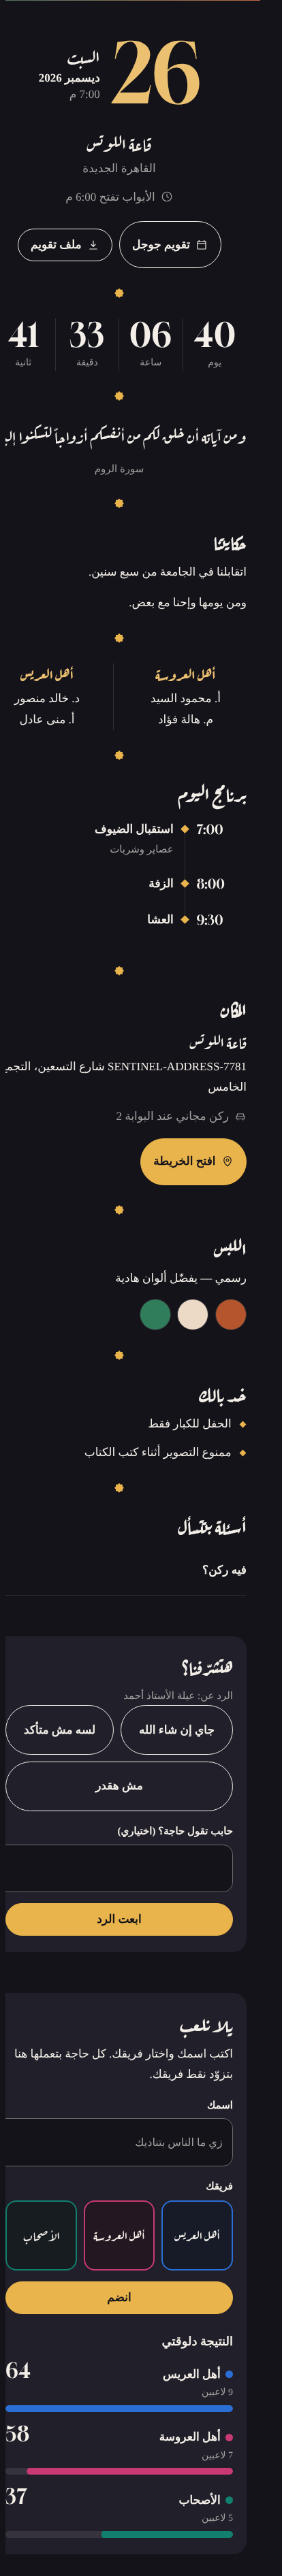 26
السبت
ديسمبر 2026
7:00 م
قاعة اللوتس
القاهرة الجديدة
الأبواب تفتح 6:00 م
تقويم جوجل
ملف تقويم
40 06 33 41
يوم ساعة دقيقة ثانية
ومن آياته أن خلق لكم من أنفسكم أزواجاً لتسكنوا
سورة الروم
حكايتنا
اتقابلنا في الجامعة من سبع سنين.
ومن يومها وإحنا مع بعض.
أهل العروسة
أ. محمود السيد
م. هالة فؤاد
أهل العريس
د. خالد منصور
أ. منى عادل
برنامج اليوم
7:00 استقبال الضيوف
عصاير وشربات
8:00 الزفة
9:30 العشا
المكان
قاعة اللوتس
SENTINEL-ADDRESS-7781 شارع التسعين،
الخامس
ركن مجاني عند البوابة 2
افتح الخريطة
اللبس
رسمي — يفضّل ألوان هادية
خد بالك
الحفل للكبار فقط
ممنوع التصوير أثناء كتب الكتاب
أسئلة بتتسأل
فيه ركن؟
هتشرّفنا؟
الرد عن: عيلة الأستاذ أحمد
جاي إن شاء الله
لسه مش متأكد
مش هقدر
حابب تقول حاجة؟ (اختياري)
ابعت الرد
يلا نلعب
اكتب اسمك واختار فريقك. كل حاجة بتعملها هنا
بتزوّد نقط فريقك.
اسمك
زي ما الناس بتناديك
فريقك
أهل العريس
أهل العروسة
الأصحاب
انضم
النتيجة دلوقتي
أهل العريس 64
9 لاعبين
أهل العروسة 58
7 لاعبين
الأصحاب 37
5 لاعبين